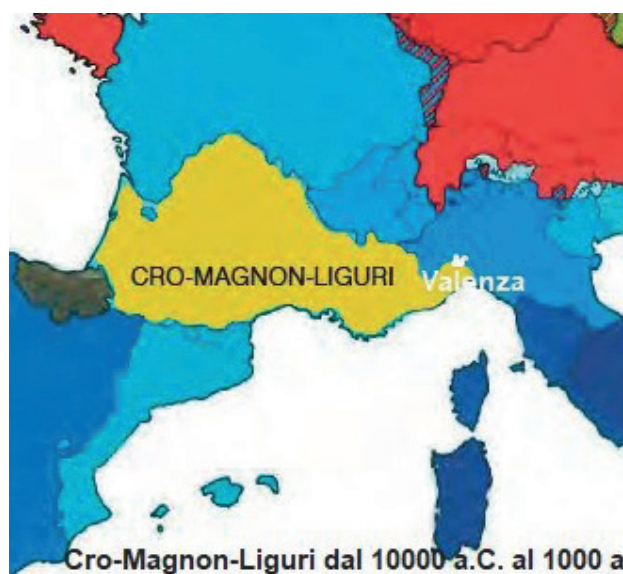 CRO-MAGNON-LIGURI
Valenza
Cro-Magnon-Liguri dal 10000 a.C. al 1000 a